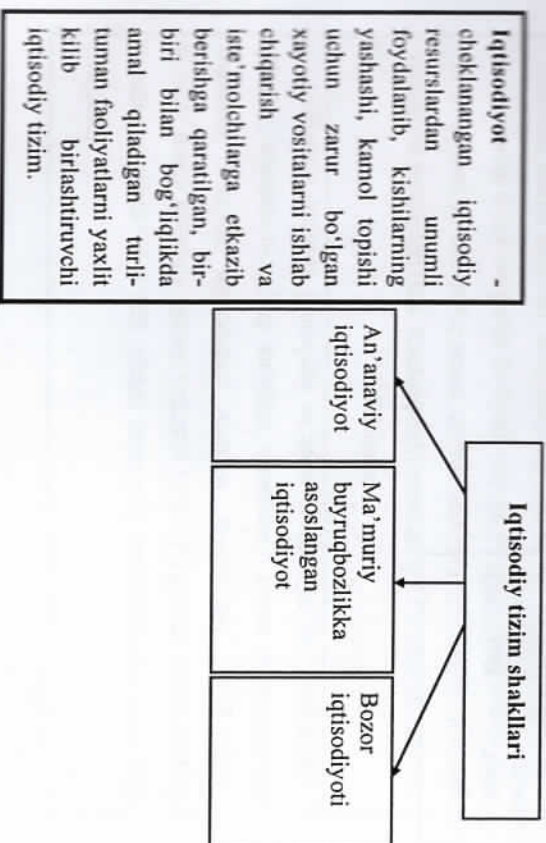 Iqtisodiy tizim shakllari
An'anaviy
iqtisodiyot
Ma'muriy
buyruqbozlikka
asoslangan
iqtisodiyot
Bozor
iqtisodiyoti
Iqtisodiyot -
cheklanangan iqtisodiy
resurslardan unumli
foydalanib, kishilarning
yashashi, kamol topishi
uchun zarur bo'lgan
xayotiy vositalarni ishlab
chiqarish va
iste'molchilarga etkazib
berishga qaratilgan, bir-
biri bilan bog'liqlikda
amal qiladigan turli-
tuman faoliyatlarni yaxlit
kilib birlashtiruvchi
iqtisodiy tizim.